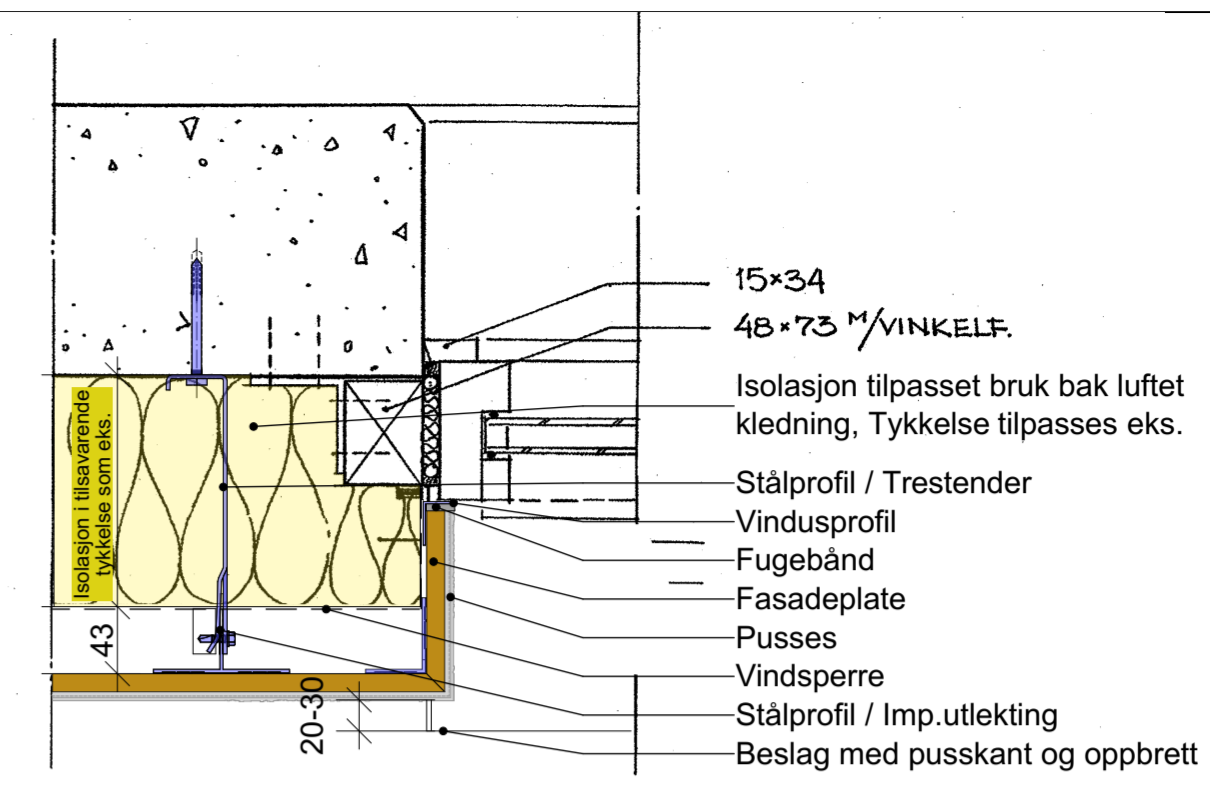 15×34
48×73 M/VINKELF.
Isolasjon tilpasset bruk bak luftet
kledning, Tykkelse tilpasses eks.
Stålprofil / Trestender
Vindusprofil
Fugebånd
Fasadeplate
Pusses
Vindsperre
Stålprofil / Imp.utlekting
Beslag med pusskant og oppbrett
Isolasjon i tilsavarende
tykkelse som eks.
43
20-30